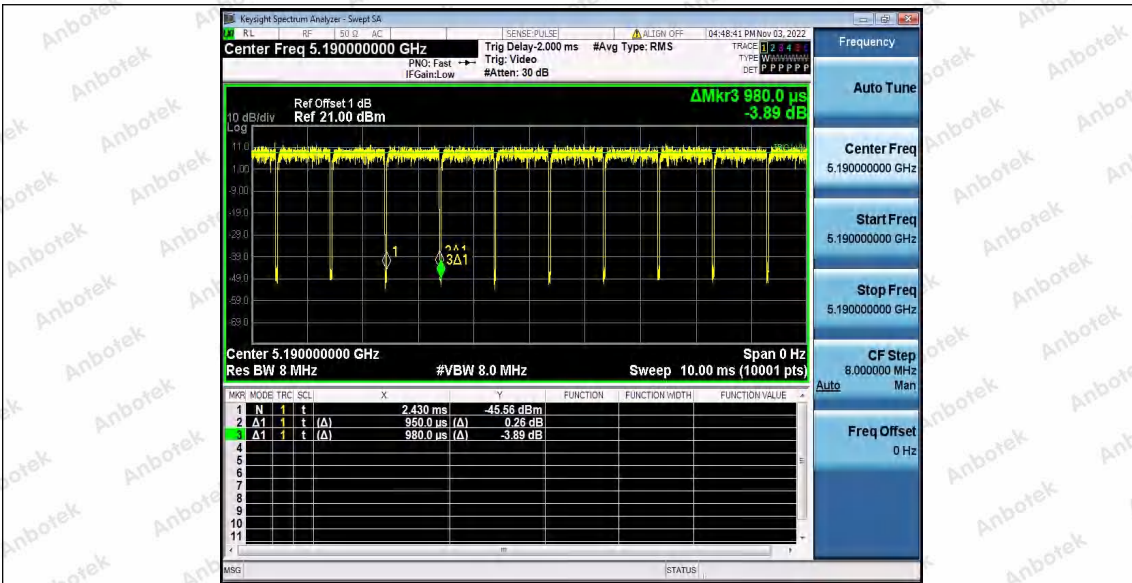 Keysight Spectrum Analyzer - Swept SA
RL RF 50 Ω AC SENSE:PULSE ALIGN OFF 04:48:41 PM Nov 03, 2022
Center Freq 5.190000000 GHz
PNO: Fast
IFGain:Low
Trig Delay-2.000 ms
Trig: Video
#Atten: 30 dB
#Avg Type: RMS
TRACE 1 2 3 4 5 6
TYPE WWWWWW
DET P P P P P P
ΔMkr3 980.0 µs
-3.89 dB
Ref Offset 1 dB
10 dB/div Ref 21.00 dBm
Log
11.0
1.00
-9.00
-19.0
-29.0
-39.0
-49.0
-59.0
-69.0
1
2Δ1
3Δ1
Center 5.190000000 GHz Span 0 Hz
Res BW 8 MHz #VBW 8.0 MHz Sweep 10.00 ms (10001 pts)
MKR MODE TRC SCL X Y FUNCTION FUNCTION WIDTH FUNCTION VALUE
1 N 1 t 2.430 ms -45.56 dBm
2 Δ1 1 t (Δ) 950.0 µs (Δ) 0.26 dB
3 Δ1 1 t (Δ) 980.0 µs (Δ) -3.89 dB
4
5
6
7
8
9
10
11
MSG STATUS
Frequency
Auto Tune
Center Freq
5.190000000 GHz
Start Freq
5.190000000 GHz
Stop Freq
5.190000000 GHz
CF Step
8.000000 MHz
Auto Man
Freq Offset
0 Hz
Anbotek